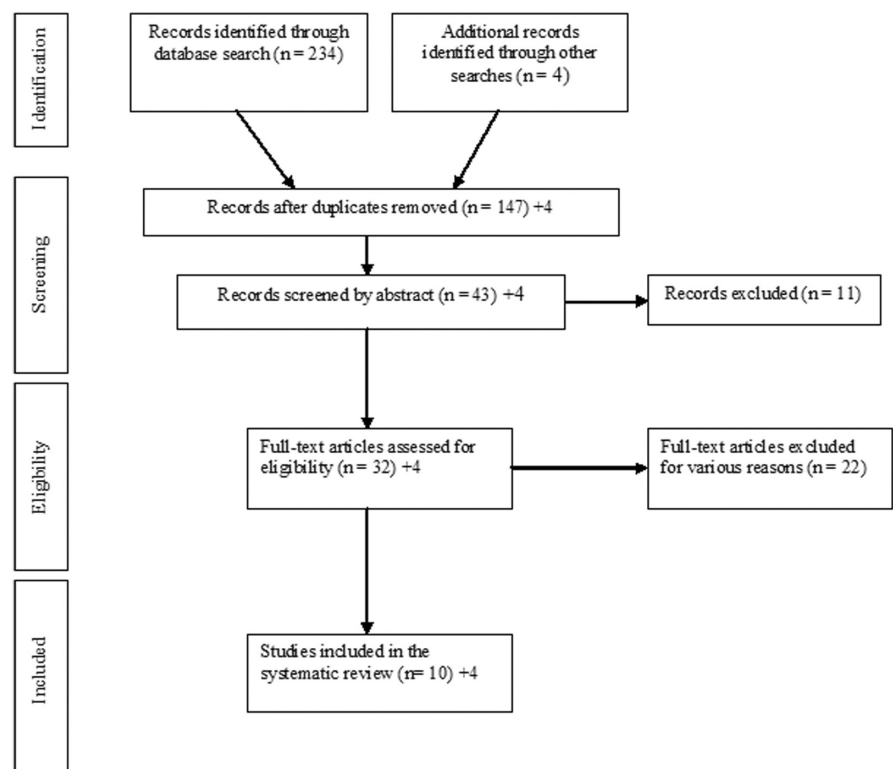 Identification
Records identified through
database search (n = 234)
Additional records
identified through other
searches (n = 4)
Screening
Records after duplicates removed (n = 147) +4
Records screened by abstract (n = 43) +4
Records excluded (n = 11)
Eligibility
Full-text articles assessed for
eligibility (n = 32) +4
Full-text articles excluded
for various reasons (n = 22)
Included
Studies included in the
systematic review (n= 10) +4